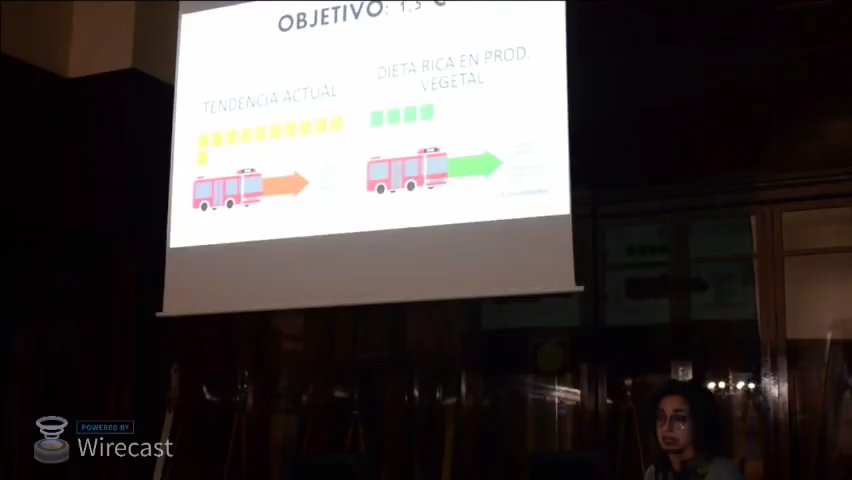 OBJETIVO: 1,5 °C
TENDENCIA ACTUAL
DIETA RICA EN PROD.
VEGETAL
POWERED BY
Wirecast